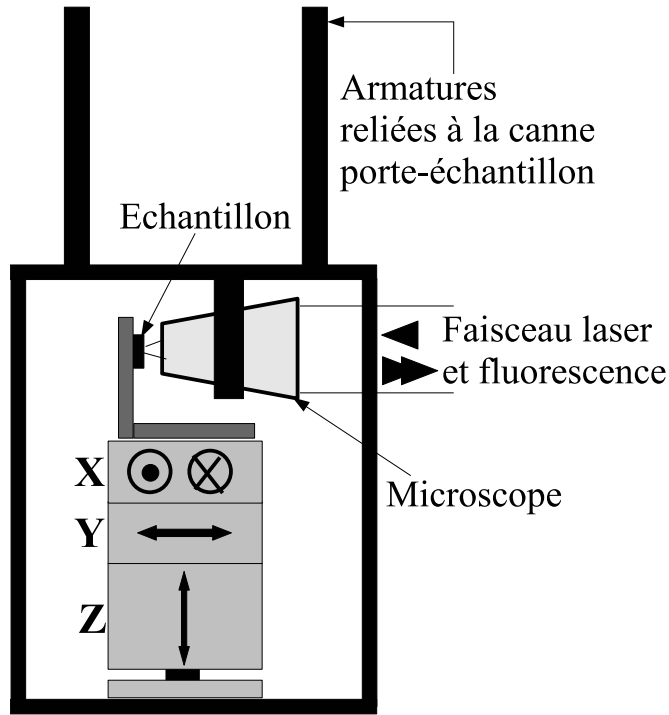 Armatures
reliées à la canne
porte-échantillon
Echantillon
Faisceau laser
et fluorescence
Microscope
X
Y
Z